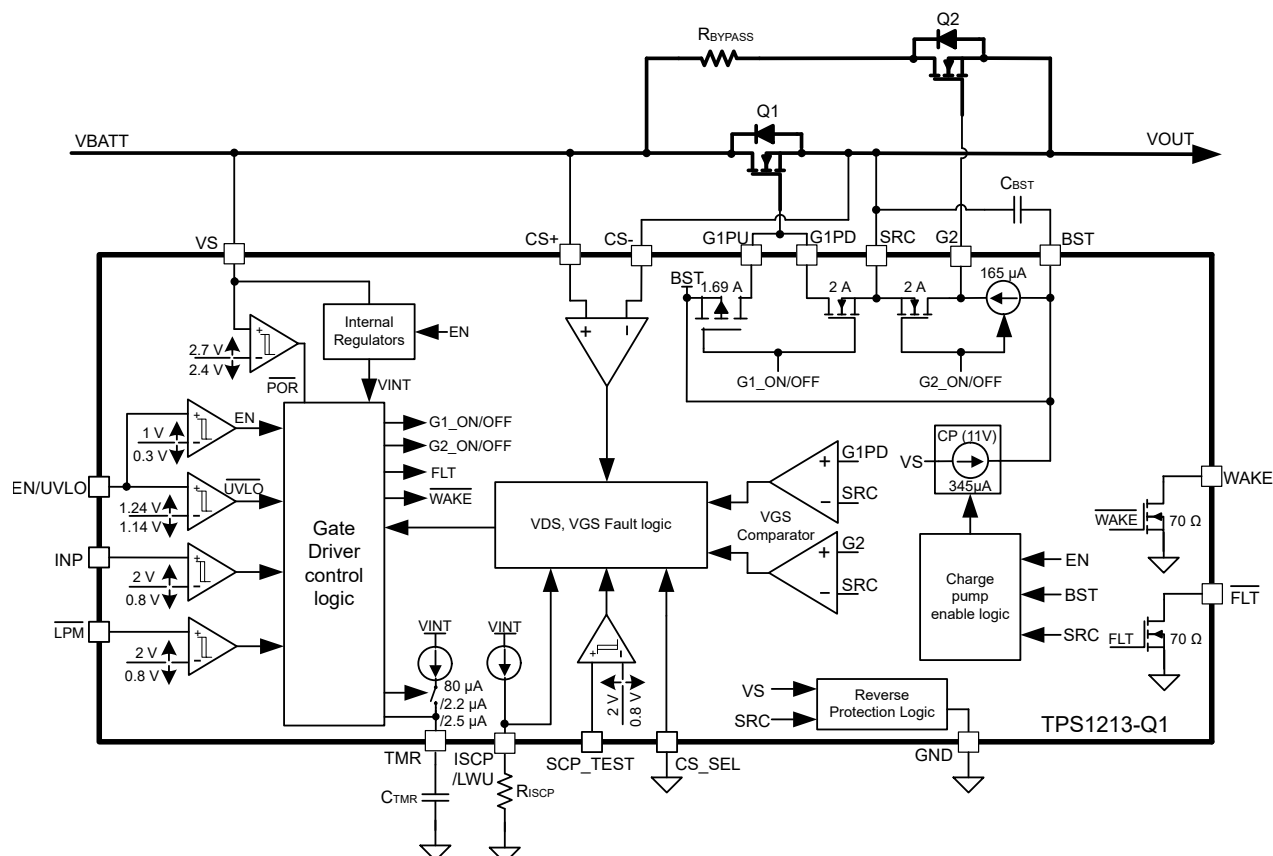 Q2
RBYPASS
Q1
VBATT
VOUT
CBST
VS
CS+
CS-
G1PU
G1PD
SRC
G2
BST
BST
1.69 A
2 A
2 A
165 µA
Internal
Regulators
EN
+
–
2.7 V
2.4 V
POR
VINT
+
–
G1_ON/OFF
G2_ON/OFF
EN
+
–
1 V
0.3 V
G1_ON/OFF
G2_ON/OFF
FLT
WAKE
CP (11V)
VS
345µA
EN/UVLO
UVLO
+
–
1.24 V
1.14 V
Gate
Driver
control
logic
VDS, VGS Fault logic
+
–
G1PD
SRC
VGS
Comparator
+
–
G2
SRC
WAKE
WAKE
70 Ω
INP
+
–
2 V
0.8 V
Charge
pump
enable logic
EN
BST
SRC
FLT
FLT
70 Ω
LPM
+
–
2 V
0.8 V
VINT
VINT
80 µA
/2.2 µA
/2.5 µA
+
–
2 V
0.8 V
VS
SRC
Reverse
Protection Logic
TPS1213-Q1
TMR
ISCP
/LWU
SCP_TEST
CS_SEL
GND
CTMR
RISCP